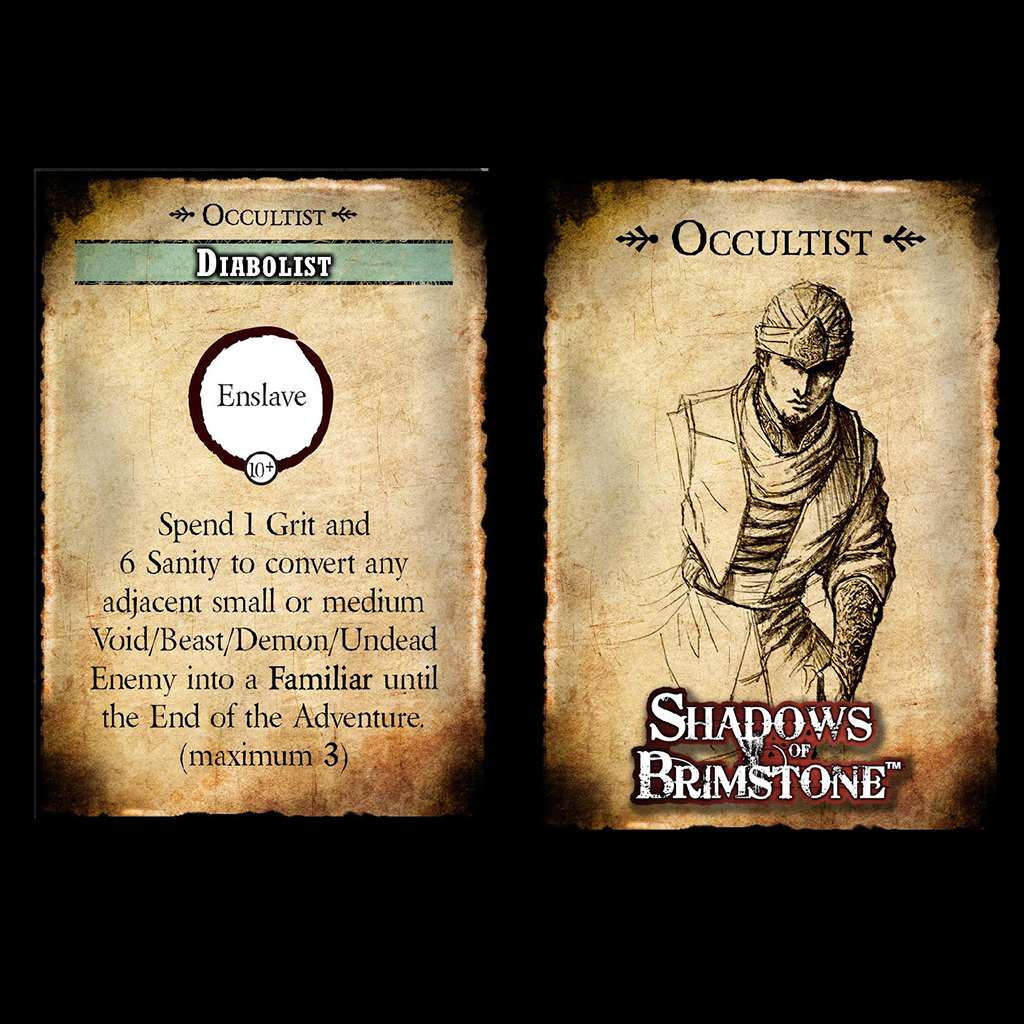 Occultist
Diabolist
Enslave
10+
Spend 1 Grit and
6 Sanity to convert any
adjacent small or medium
Void/Beast/Demon/Undead
Enemy into a Familiar until
the End of the Adventure.
(maximum 3)
Occultist
Shadows
of
Brimstone™